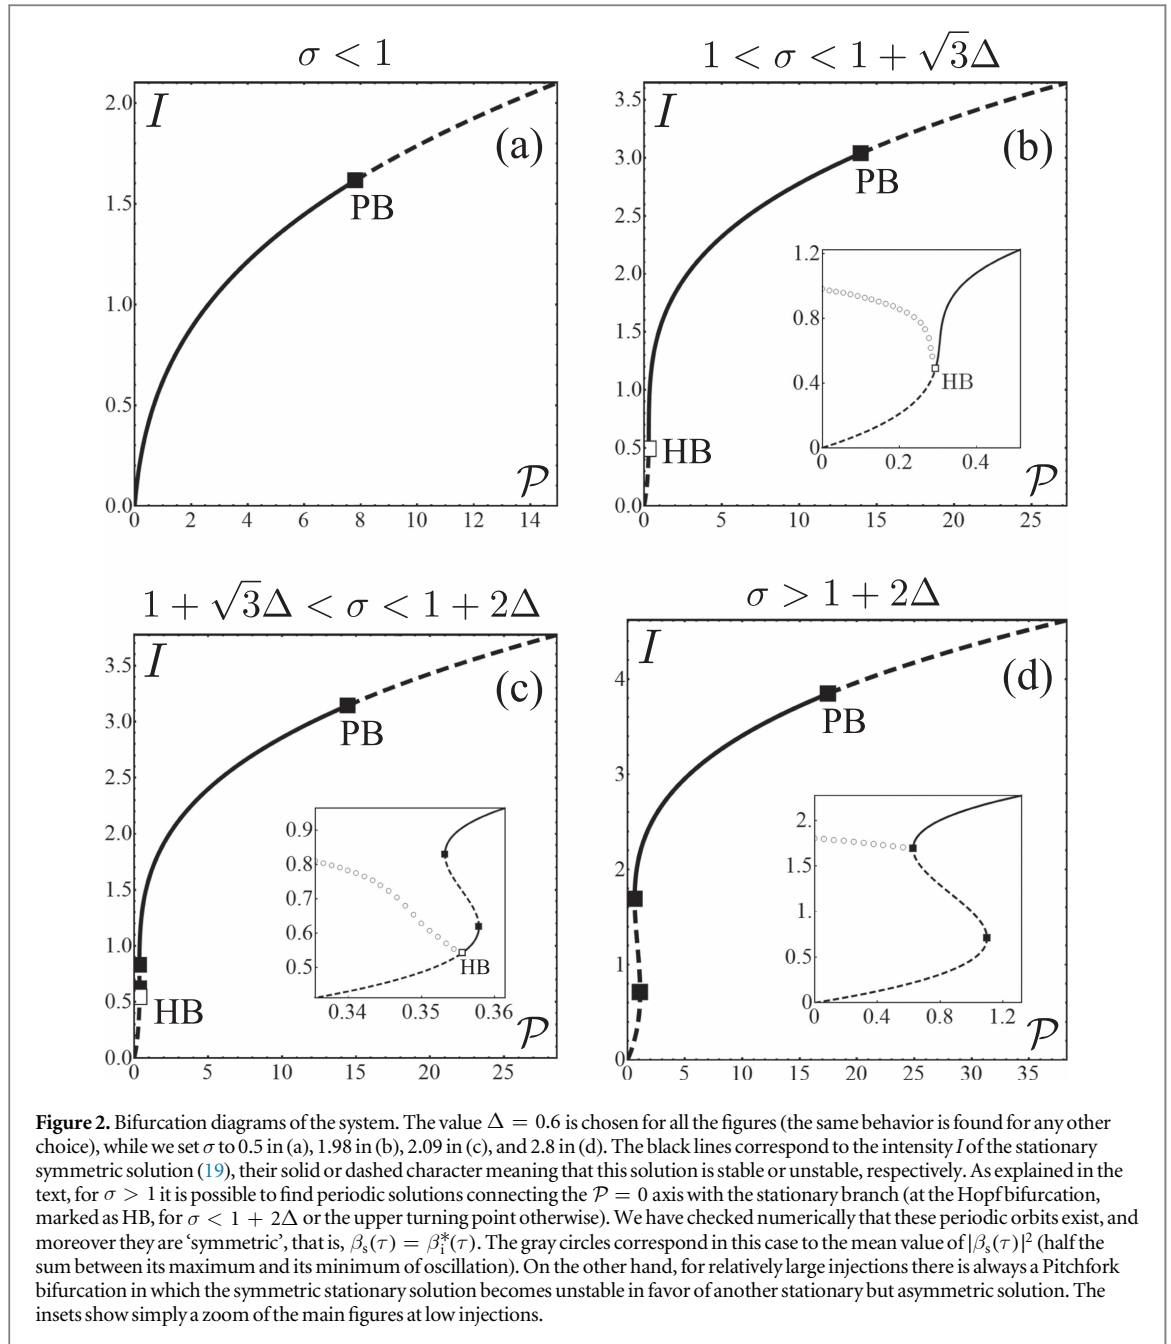 σ < 1
1 < σ < 1 + √3Δ
I
(a)
2.0
1.5
1.0
0.5
0.0
PB
𝒫
0 2 4 6 8 10 12 14
I
(b)
3.5
3.0
2.5
2.0
1.5
1.0
0.5
0.0
PB
HB
1.2
0.8
0.4
0
HB
0 0.2 0.4
𝒫
0 5 10 15 20 25
1 + √3Δ < σ < 1 + 2Δ
σ > 1 + 2Δ
I
(c)
3.5
3.0
2.5
2.0
1.5
1.0
0.5
0.0
PB
HB
0.9
0.8
0.7
0.6
0.5
HB
0.34 0.35 0.36
𝒫
0 5 10 15 20 25
I
(d)
4
3
2
1
0
PB
2.
1.5
1.
0.5
0
0 0.4 0.8 1.2
𝒫
0 5 10 15 20 25 30 35
Figure 2. Bifurcation diagrams of the system. The value Δ = 0.6 is chosen for all the figures (the same behavior is found for any other
choice), while we set σ to 0.5 in (a), 1.98 in (b), 2.09 in (c), and 2.8 in (d). The black lines correspond to the intensity I of the stationary
symmetric solution (19), their solid or dashed character meaning that this solution is stable or unstable, respectively. As explained in the
text, for σ > 1 it is possible to find periodic solutions connecting the 𝒫 = 0 axis with the stationary branch (at the Hopf bifurcation,
marked as HB, for σ < 1 + 2Δ or the upper turning point otherwise). We have checked numerically that these periodic orbits exist, and
moreover they are ‘symmetric’, that is, βₛ(τ) = βᵢ*(τ). The gray circles correspond in this case to the mean value of |βₛ(τ)|² (half the
sum between its maximum and its minimum of oscillation). On the other hand, for relatively large injections there is always a Pitchfork
bifurcation in which the symmetric stationary solution becomes unstable in favor of another stationary but asymmetric solution. The
insets show simply a zoom of the main figures at low injections.